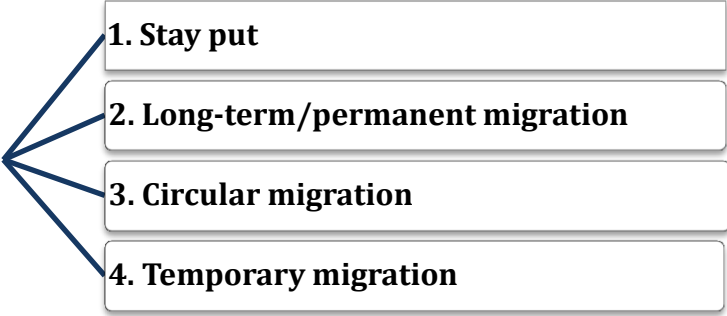 1. Stay put
2. Long-term/permanent migration
3. Circular migration
4. Temporary migration